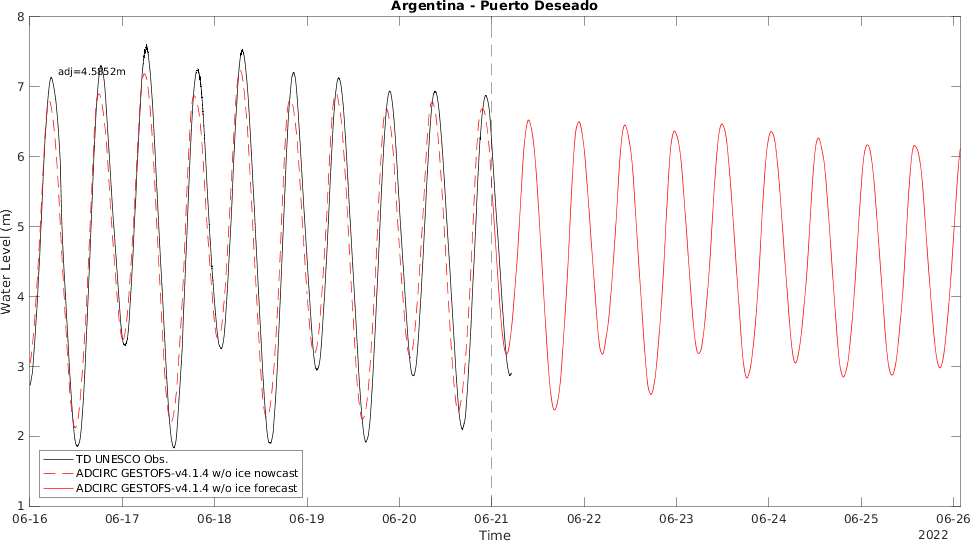 Argentina - Puerto Deseado
8
7
6
5
4
3
2
1
Water Level (m)
adj=4.5852m
TD UNESCO Obs.
ADCIRC GESTOFS-v4.1.4 w/o ice nowcast
ADCIRC GESTOFS-v4.1.4 w/o ice forecast
06-16 06-17 06-18 06-19 06-20 06-21 06-22 06-23 06-24 06-25 06-26
Time
2022